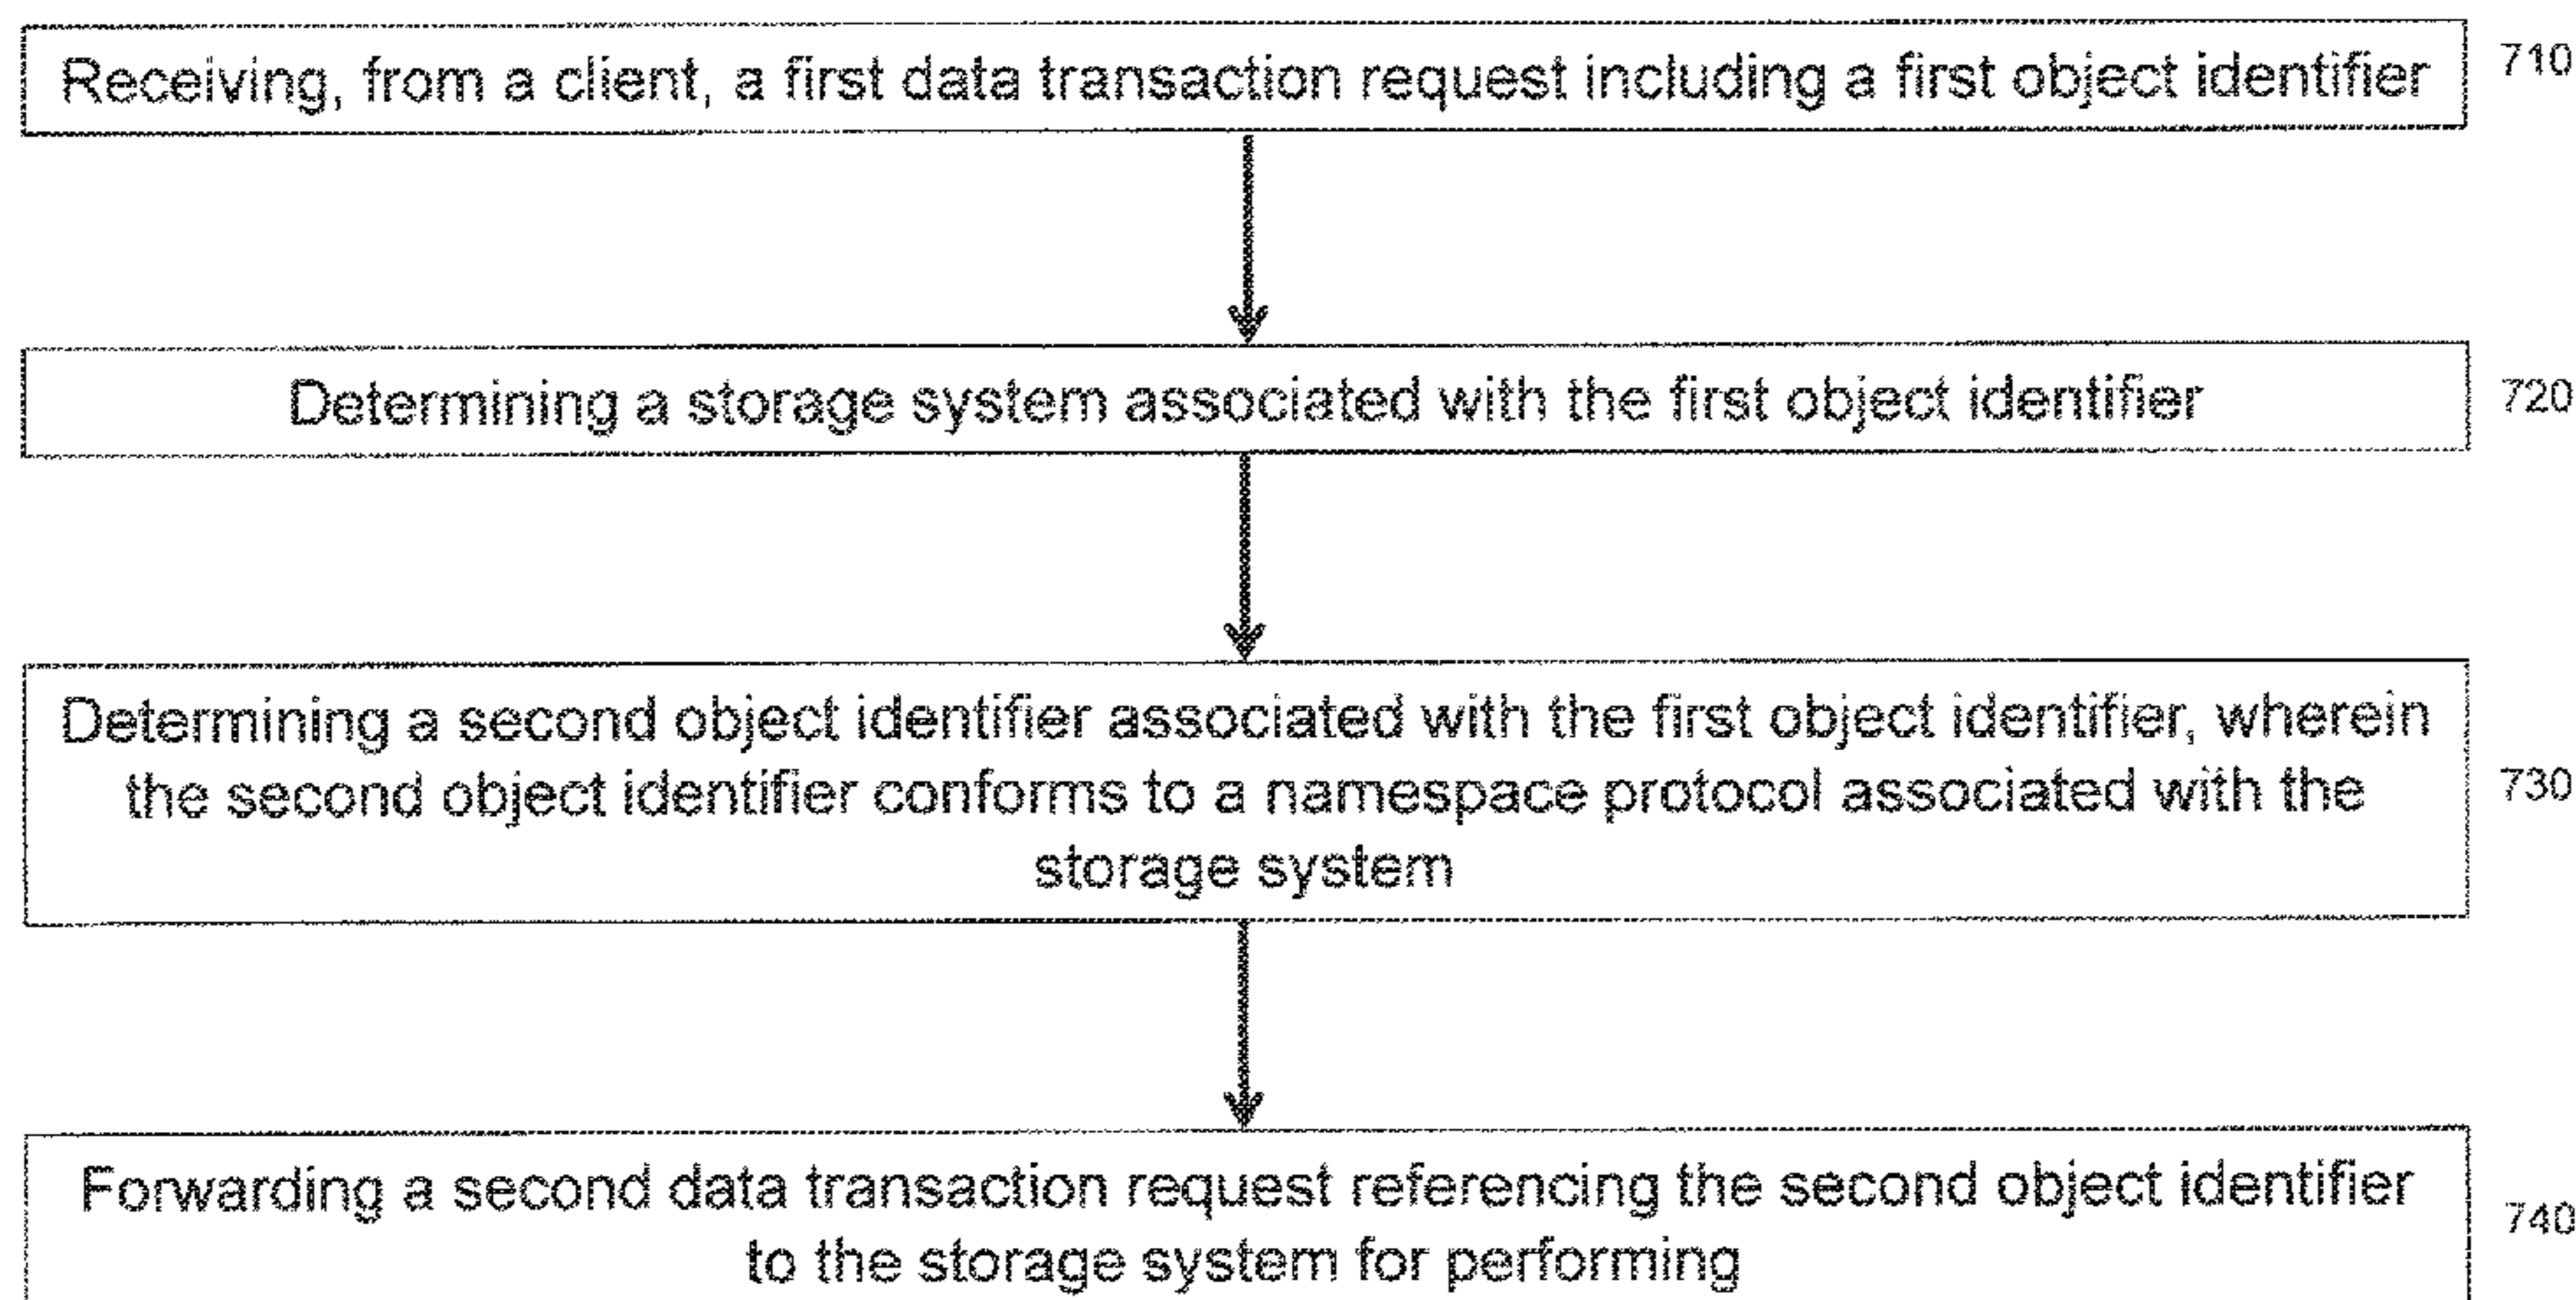 Receiving, from a client, a first data transaction request including a first object identifier
710
Determining a storage system associated with the first object identifier
720
Determining a second object identifier associated with the first object identifier, wherein
the second object identifier conforms to a namespace protocol associated with the
storage system
730
Forwarding a second data transaction request referencing the second object identifier
to the storage system for performing
740